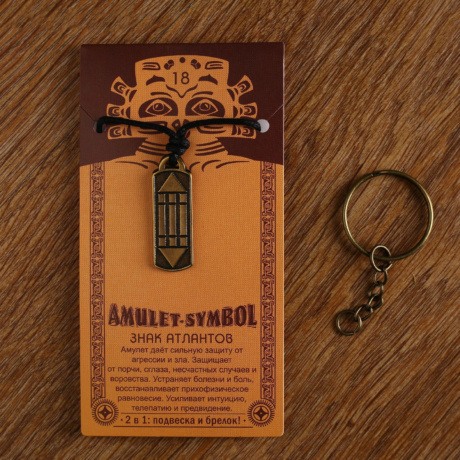 18
AMULET-SYMBOL
ЗНАК АТЛАНТОВ
Амулет даёт сильную защиту от
агрессии и зла. Защищает
от порчи, сглаза, несчастных случаев и
воровства. Устраняет болезни и боль,
восстанавливает прихофизическое
равновесие. Усиливает интуицию,
телепатию и предвидение.
• 2 в 1: подвеска и брелок! •